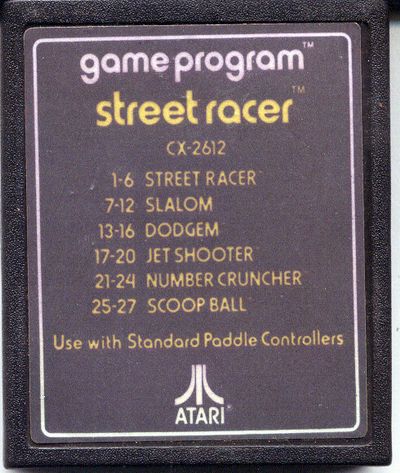 game program™
street racer™
CX-2612
1-6 STREET RACER
7-12 SLALOM
13-16 DODGEM
17-20 JET SHOOTER
21-24 NUMBER CRUNCHER
25-27 SCOOP BALL
Use with Standard Paddle Controllers
ATARI®